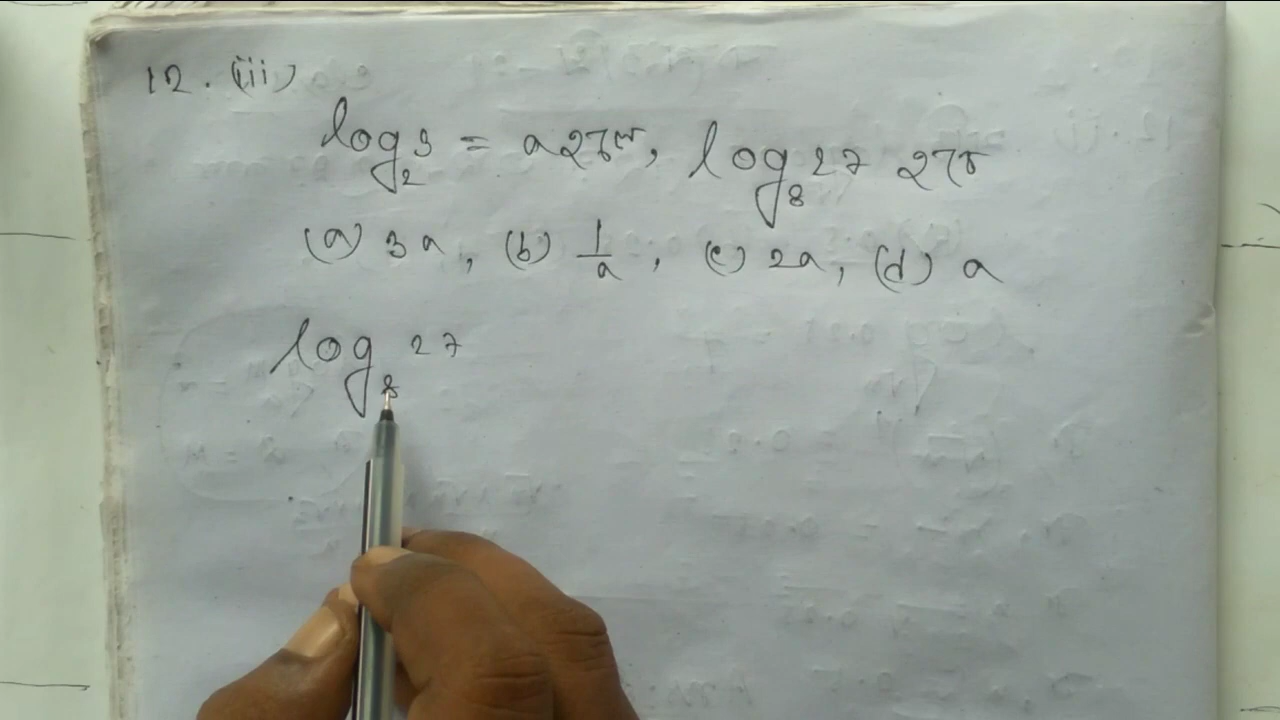 12. (iii)
log₂3 = a হলে, log₈27 হবে
(a) 3a, (b) 1/a, (c) 2a, (d) a
log₈27